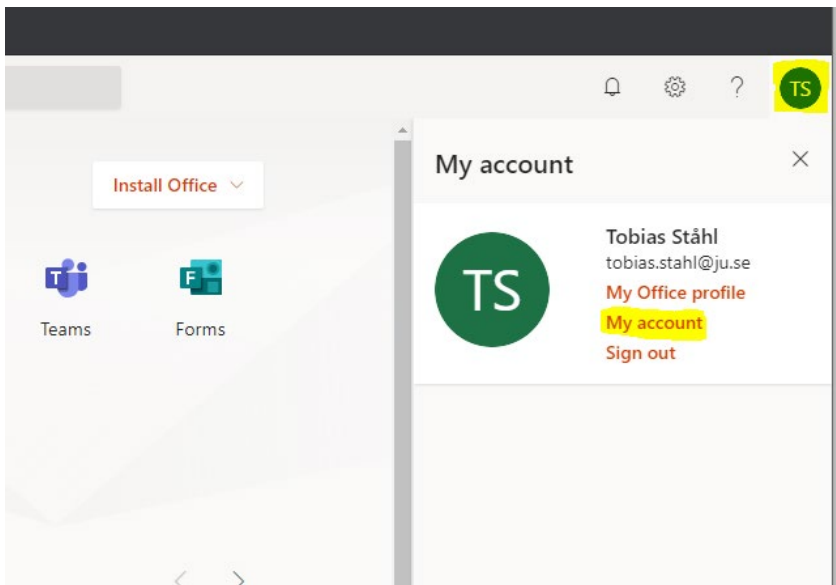 ?
TS
Install Office
My account
TS
Tobias Ståhl
tobias.stahl@ju.se
My Office profile
My account
Sign out
T
Teams
F
Forms